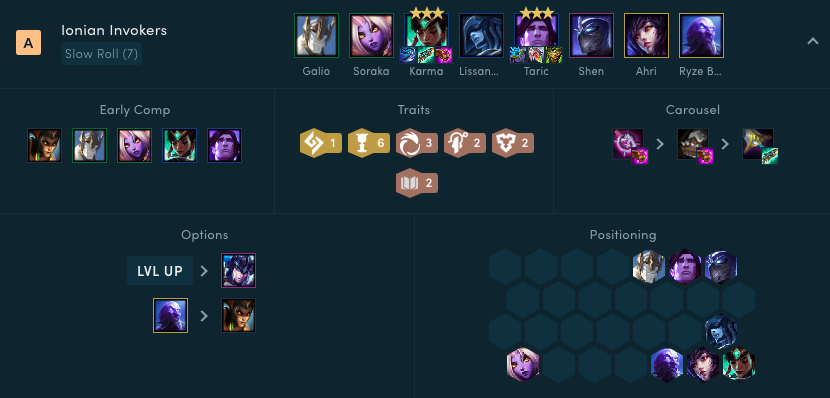 A
Ionian Invokers
Slow Roll (7)
Galio
Soraka
Karma
Lissan...
Taric
Shen
Ahri
Ryze B...
Early Comp
Traits
Carousel
1
6
3
2
2
2
Options
Positioning
LVL UP